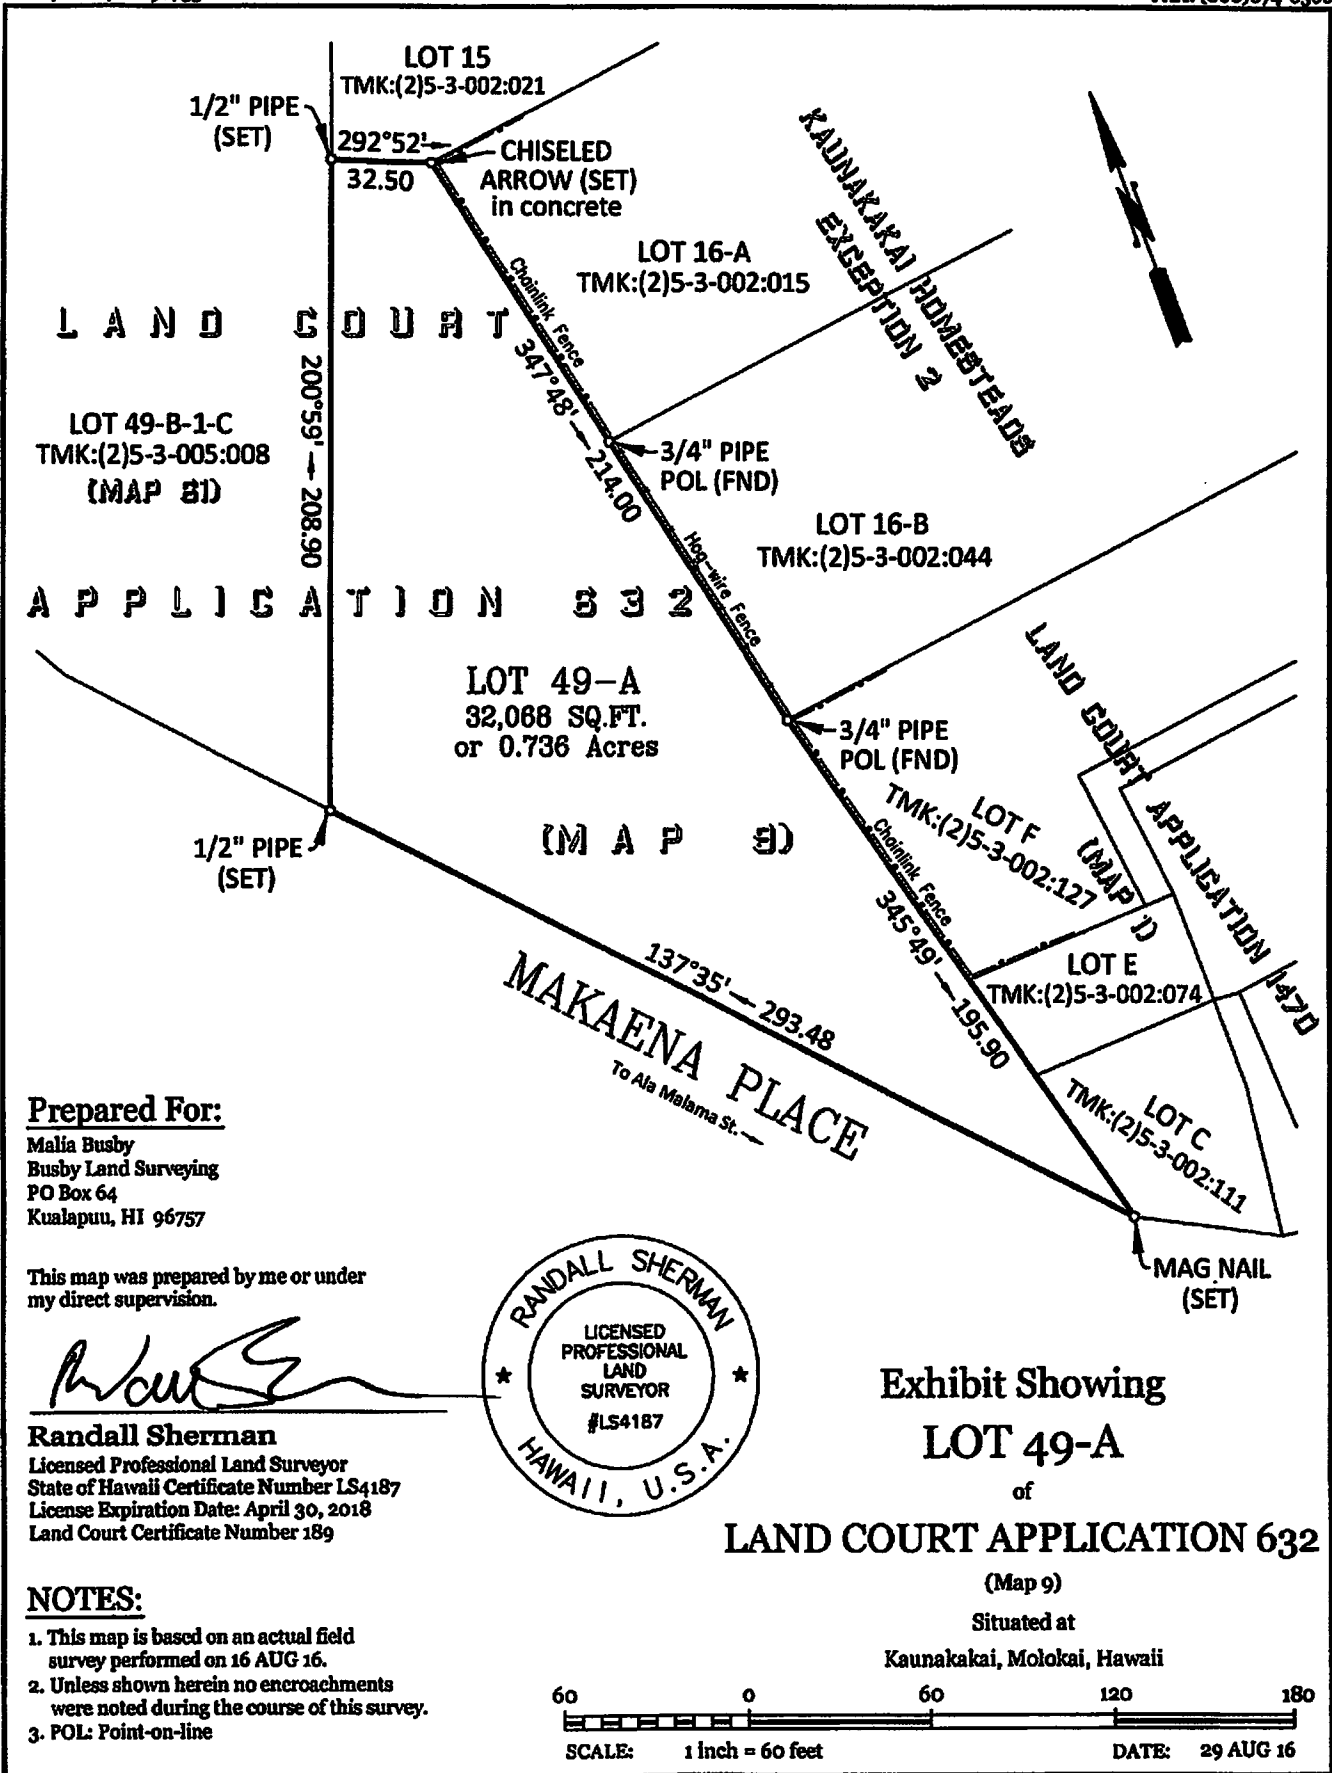 LOT 15
TMK:(2)5-3-002:021
1/2" PIPE
(SET)
292°52'
32.50
CHISELED
ARROW (SET)
in concrete
KAUNAKAKAI HOMESTEADS
EXCEPTION 2
LOT 16-A
TMK:(2)5-3-002:015
Chainlink Fence
347°48'
214.00
LAND COURT
200°59'
208.90
LOT 49-B-1-C
TMK:(2)5-3-005:008
(MAP 81)
3/4" PIPE
POL (FND)
LOT 16-B
TMK:(2)5-3-002:044
Hog-wire Fence
APPLICATION 632
LOT 49-A
32,068 SQ.FT.
or 0.736 Acres
3/4" PIPE
POL (FND)
LAND COURT APPLICATION 1470
(MAP 1)
LOT F
TMK:(2)5-3-002:127
(MAP 9)
1/2" PIPE
(SET)
Chainlink Fence
345°49'
195.90
LOT E
TMK:(2)5-3-002:074
137°35'
293.48
MAKAENA PLACE
To Ala Malama St.
LOT C
TMK:(2)5-3-002:111
MAG NAIL
(SET)
Prepared For:
Malia Busby
Busby Land Surveying
PO Box 64
Kualapuu, HI 96757
This map was prepared by me or under
my direct supervision.
RANDALL SHERMAN
LICENSED
PROFESSIONAL
LAND
SURVEYOR
#LS4187
HAWAII, U.S.A.
Randall Sherman
Licensed Professional Land Surveyor
State of Hawaii Certificate Number LS4187
License Expiration Date: April 30, 2018
Land Court Certificate Number 189
Exhibit Showing
LOT 49-A
of
LAND COURT APPLICATION 632
(Map 9)
Situated at
Kaunakakai, Molokai, Hawaii
NOTES:
1. This map is based on an actual field
survey performed on 16 AUG 16.
2. Unless shown herein no encroachments
were noted during the course of this survey.
3. POL: Point-on-line
60 0 60 120 180
SCALE: 1 inch = 60 feet
DATE: 29 AUG 16